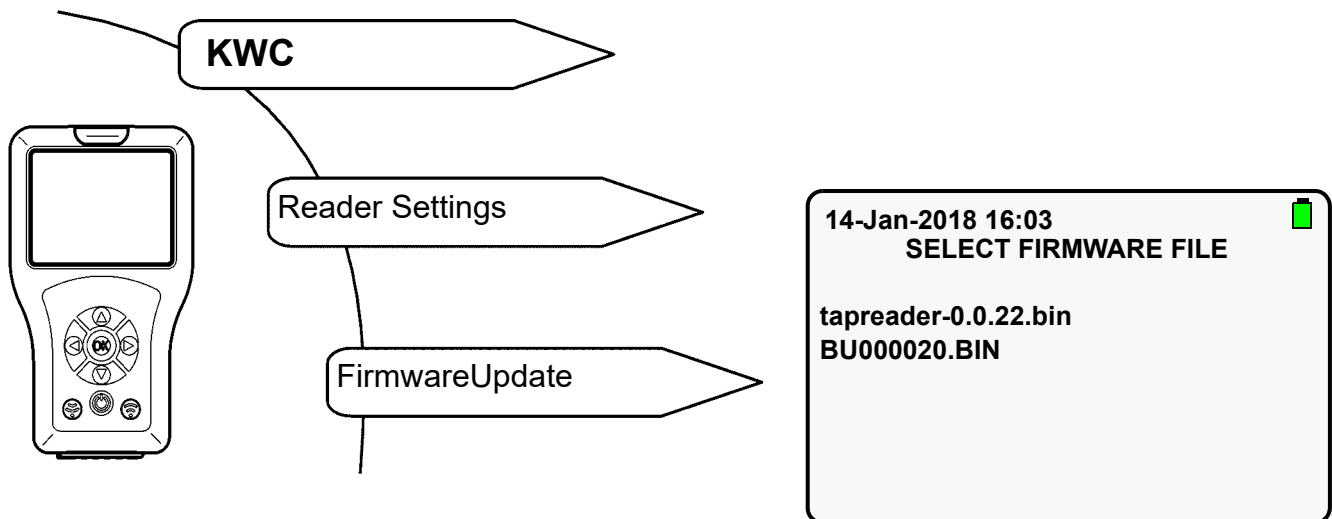 KWC
Reader Settings
FirmwareUpdate
OK
14-Jan-2018 16:03
SELECT FIRMWARE FILE
tapreader-0.0.22.bin
BU000020.BIN